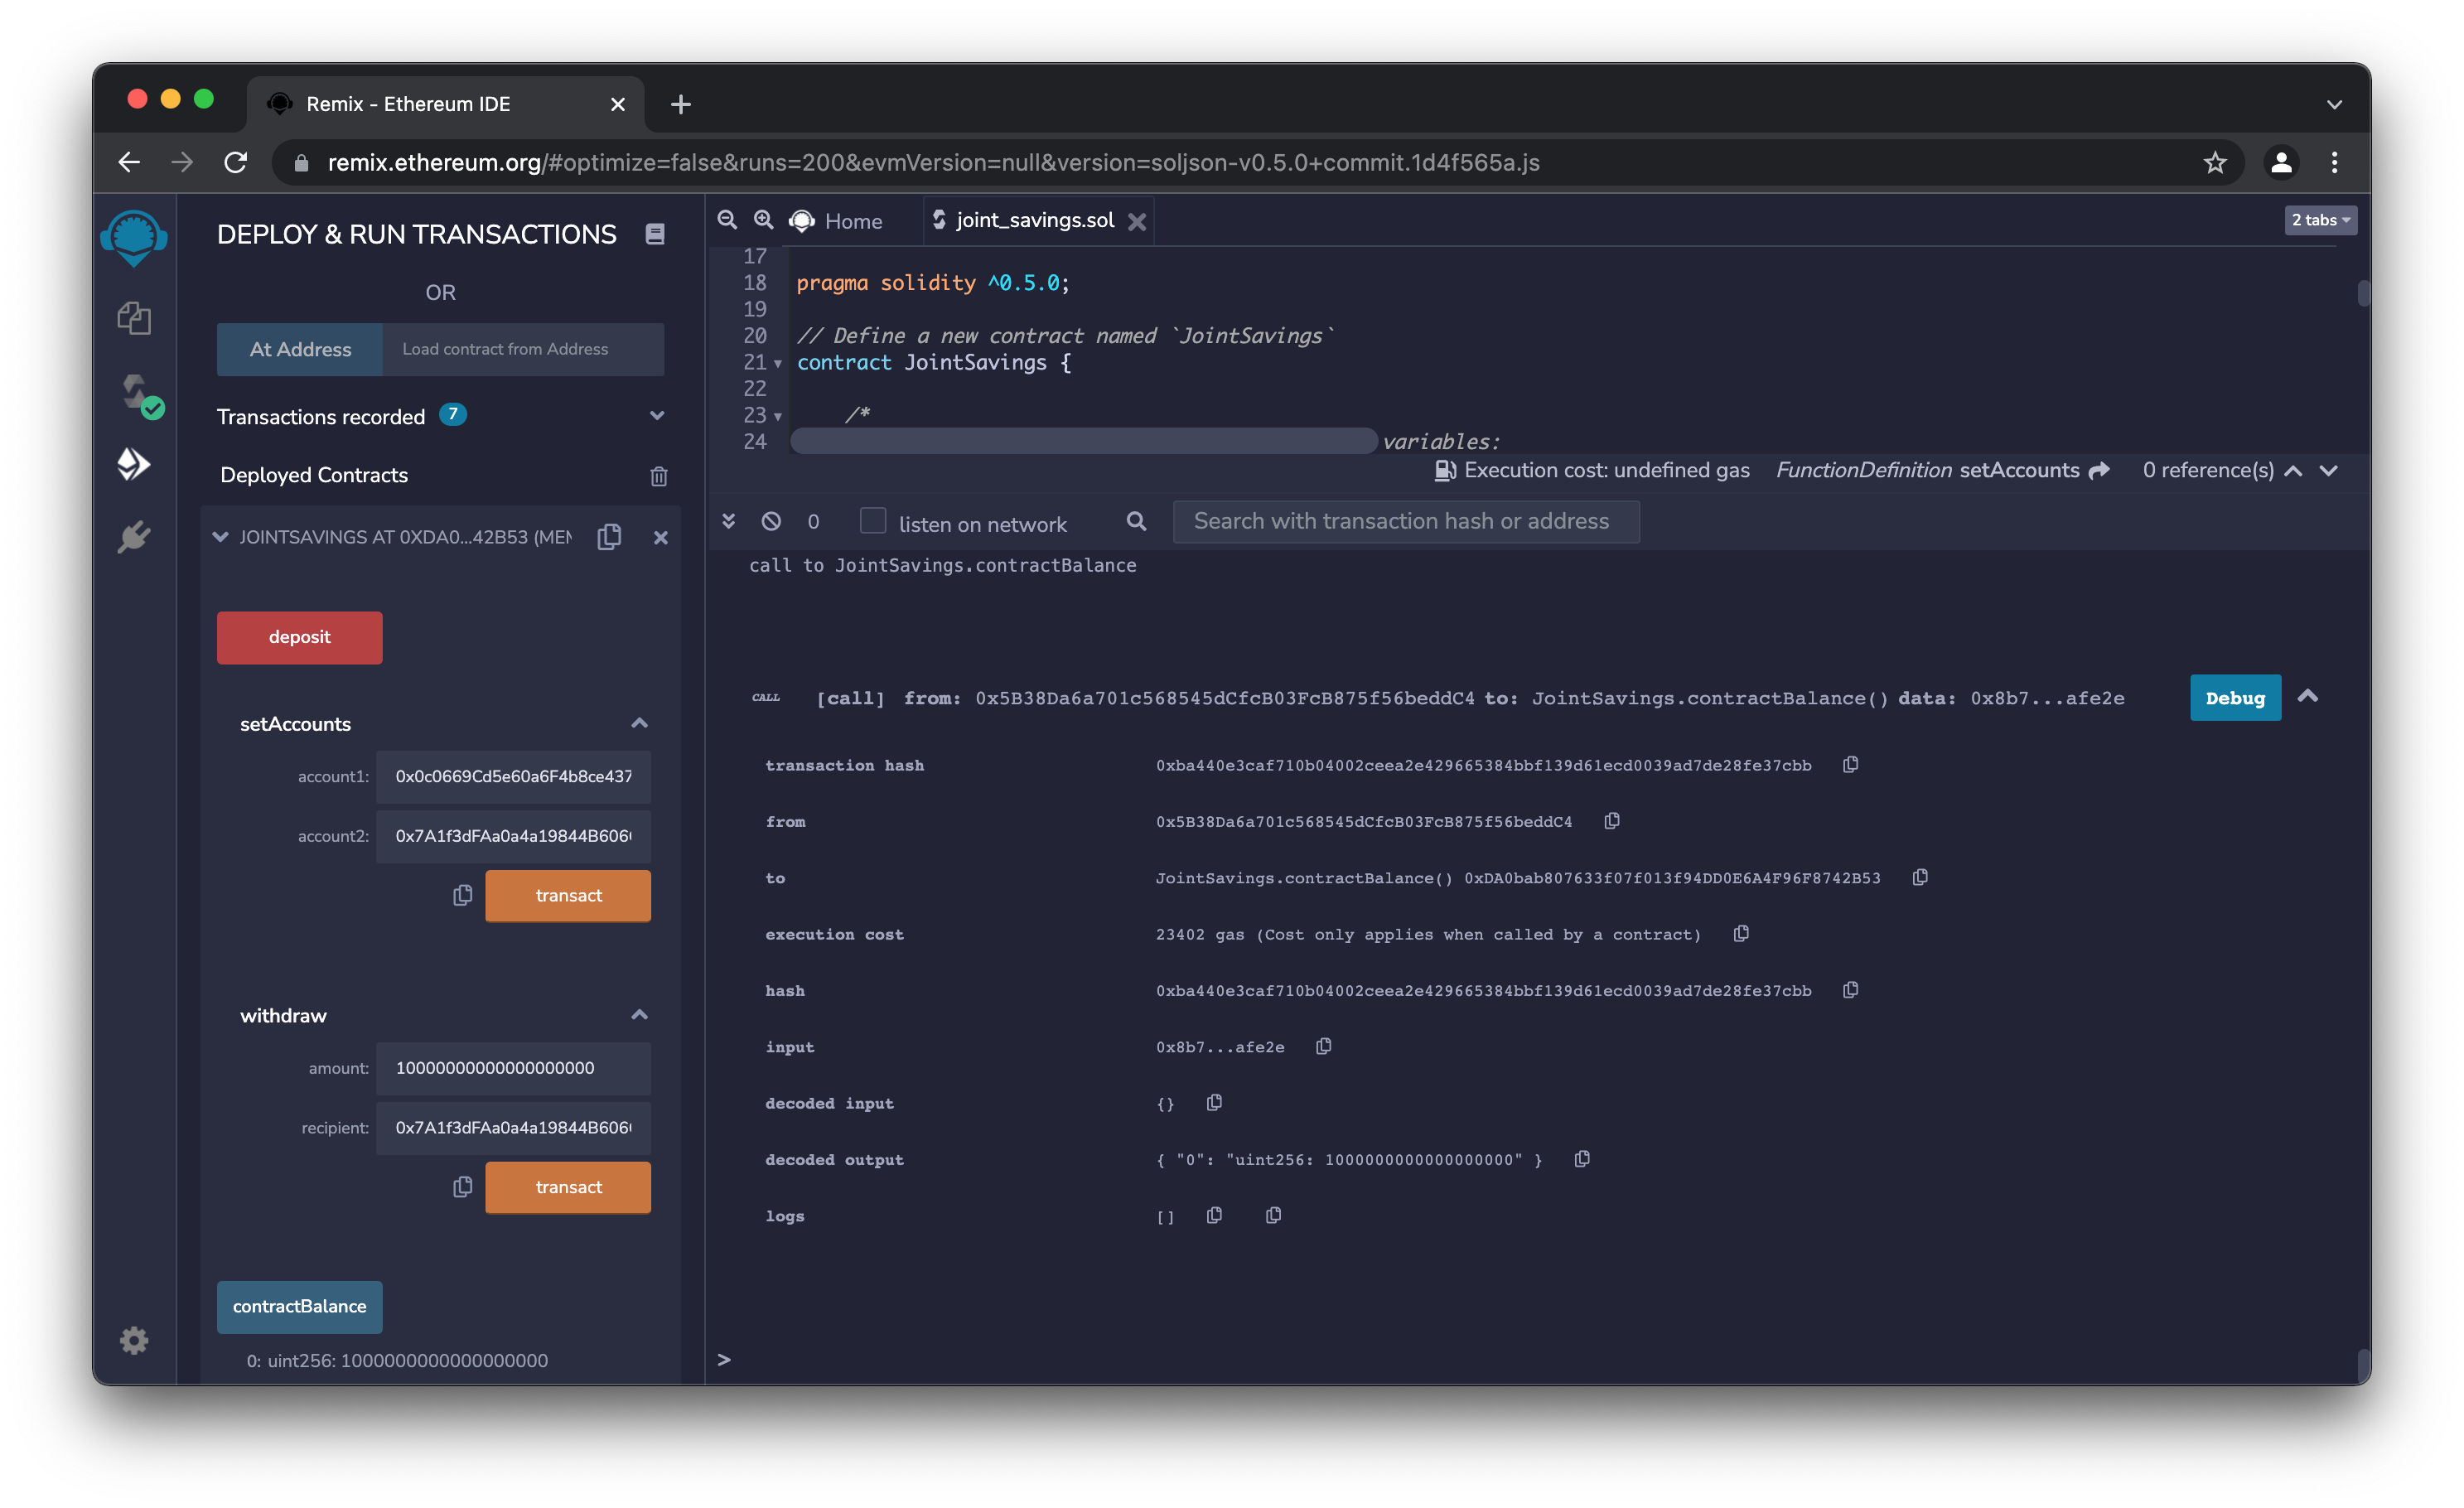 Remix - Ethereum IDE
remix.ethereum.org/#optimize=false&runs=200&evmVersion=null&version=soljson-v0.5.0+commit.1d4f565a.js
DEPLOY & RUN TRANSACTIONS
OR
At Address
Load contract from Address
Transactions recorded 7
Deployed Contracts
JOINTSAVINGS AT 0XDA0...42B53 (MEM
deposit
setAccounts
account1: 0x0c0669Cd5e60a6F4b8ce437
account2: 0x7A1f3dFAa0a4a19844B606
transact
withdraw
amount: 10000000000000000000
recipient: 0x7A1f3dFAa0a4a19844B606
transact
contractBalance
0: uint256: 1000000000000000000
Home
joint_savings.sol
2 tabs
17
18 pragma solidity ^0.5.0;
19
20 // Define a new contract named `JointSavings`
21 contract JointSavings {
22
23 /*
24 variables:
Execution cost: undefined gas FunctionDefinition setAccounts 0 reference(s)
0 listen on network
Search with transaction hash or address
call to JointSavings.contractBalance
CALL [call] from: 0x5B38Da6a701c568545dCfcB03FcB875f56beddC4 to: JointSavings.contractBalance() data: 0x8b7...afe2e
Debug
transaction hash 0xba440e3caf710b04002ceea2e429665384bbf139d61ecd0039ad7de28fe37cbb
from 0x5B38Da6a701c568545dCfcB03FcB875f56beddC4
to JointSavings.contractBalance() 0xDA0bab807633f07f013f94DD0E6A4F96F8742B53
execution cost 23402 gas (Cost only applies when called by a contract)
hash 0xba440e3caf710b04002ceea2e429665384bbf139d61ecd0039ad7de28fe37cbb
input 0x8b7...afe2e
decoded input {}
decoded output { "0": "uint256: 1000000000000000000" }
logs []
>